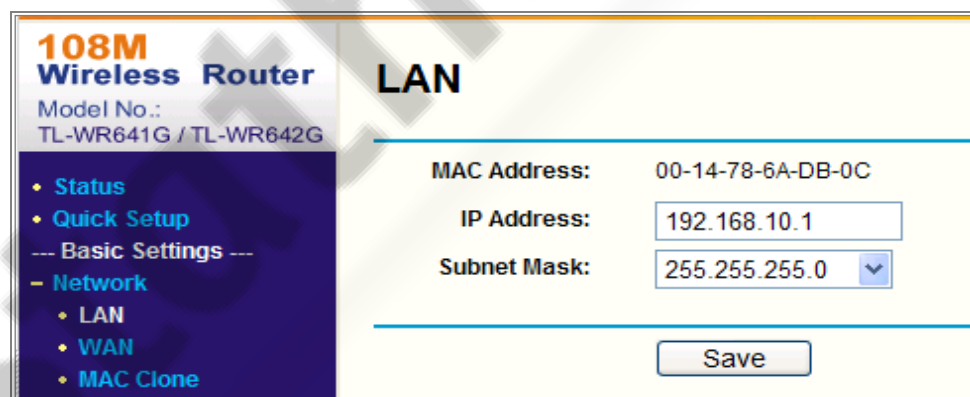 108M
Wireless Router
Model No.:
TL-WR641G / TL-WR642G
• Status
• Quick Setup
--- Basic Settings ---
– Network
• LAN
• WAN
• MAC Clone
LAN
MAC Address: 00-14-78-6A-DB-0C
IP Address: 192.168.10.1
Subnet Mask: 255.255.255.0
Save